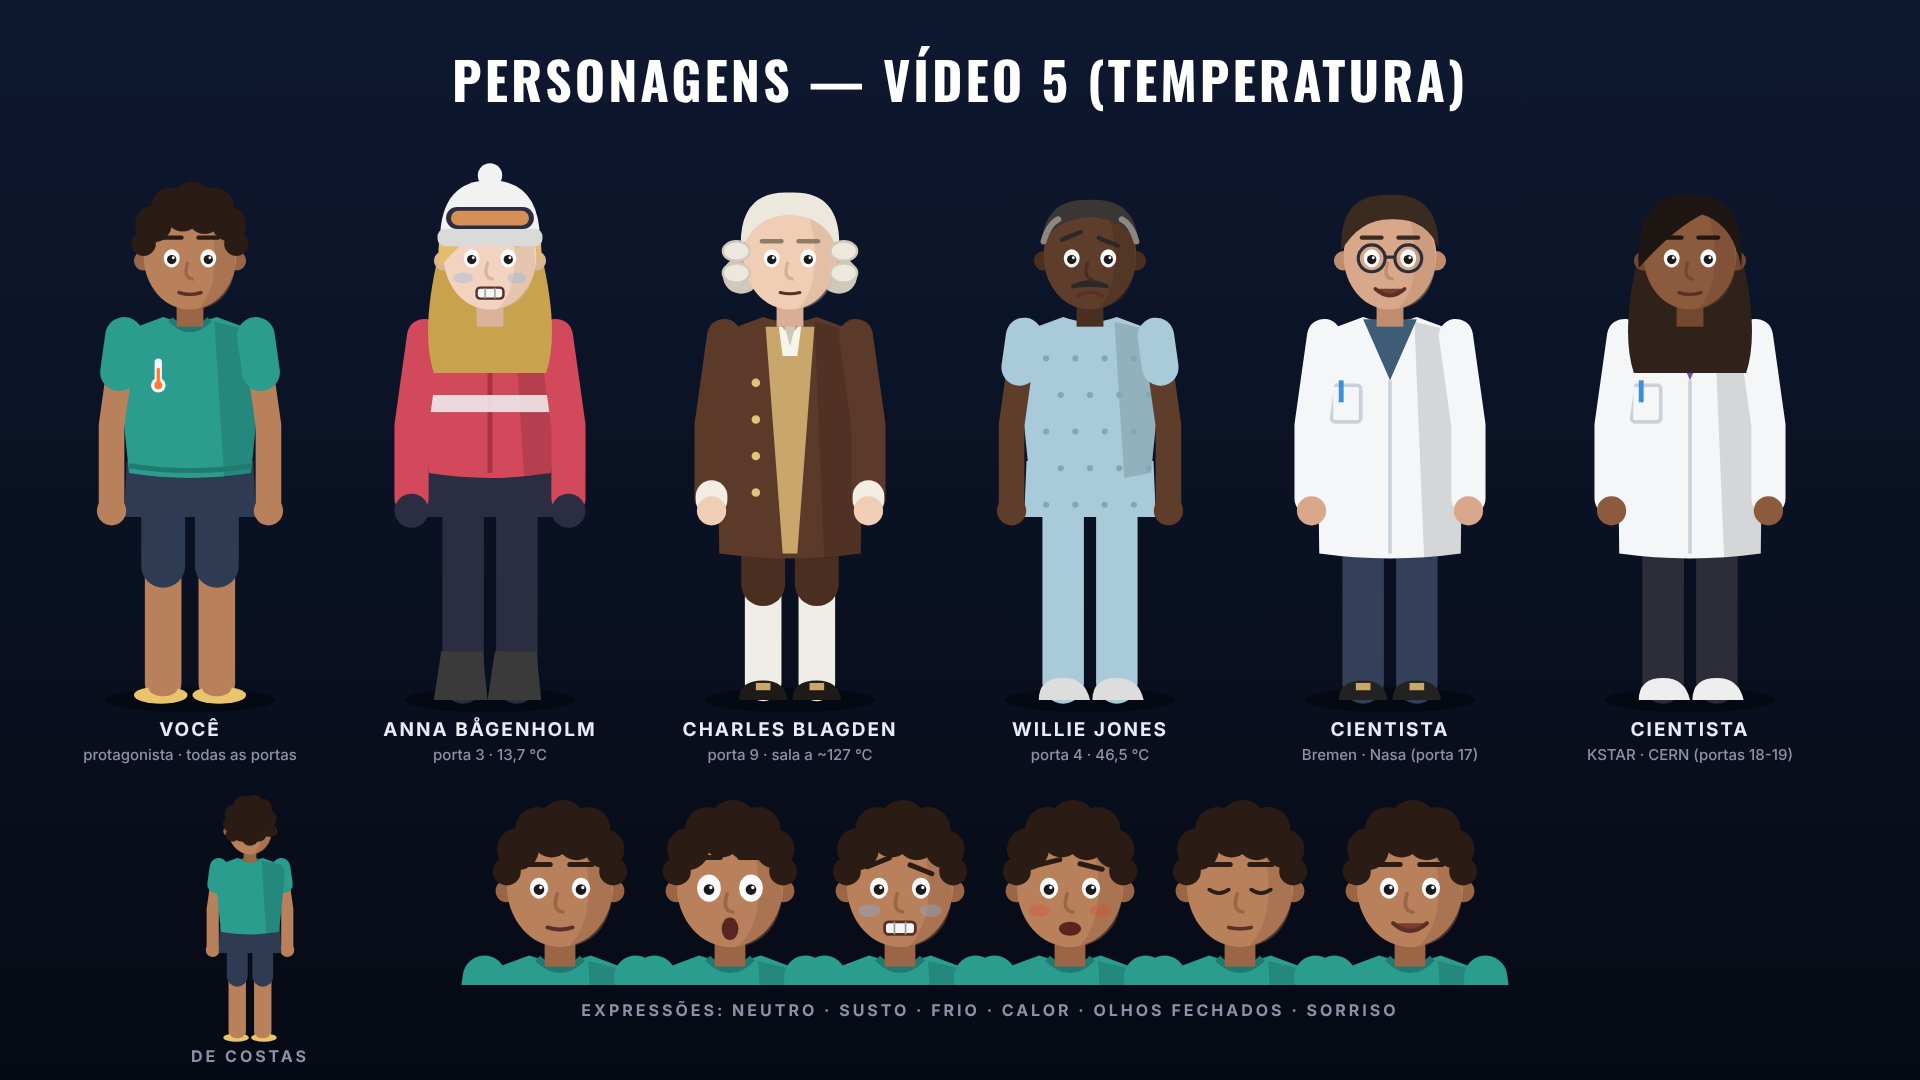 PERSONAGENS — VÍDEO 5 (TEMPERATURA)
VOCÊ
protagonista · todas as portas
ANNA BÅGENHOLM
porta 3 · 13,7 °C
CHARLES BLAGDEN
porta 9 · sala a ~127 °C
WILLIE JONES
porta 4 · 46,5 °C
CIENTISTA
Bremen · Nasa (porta 17)
CIENTISTA
KSTAR · CERN (portas 18-19)
EXPRESSÕES: NEUTRO · SUSTO · FRIO · CALOR · OLHOS FECHADOS · SORRISO
DE COSTAS